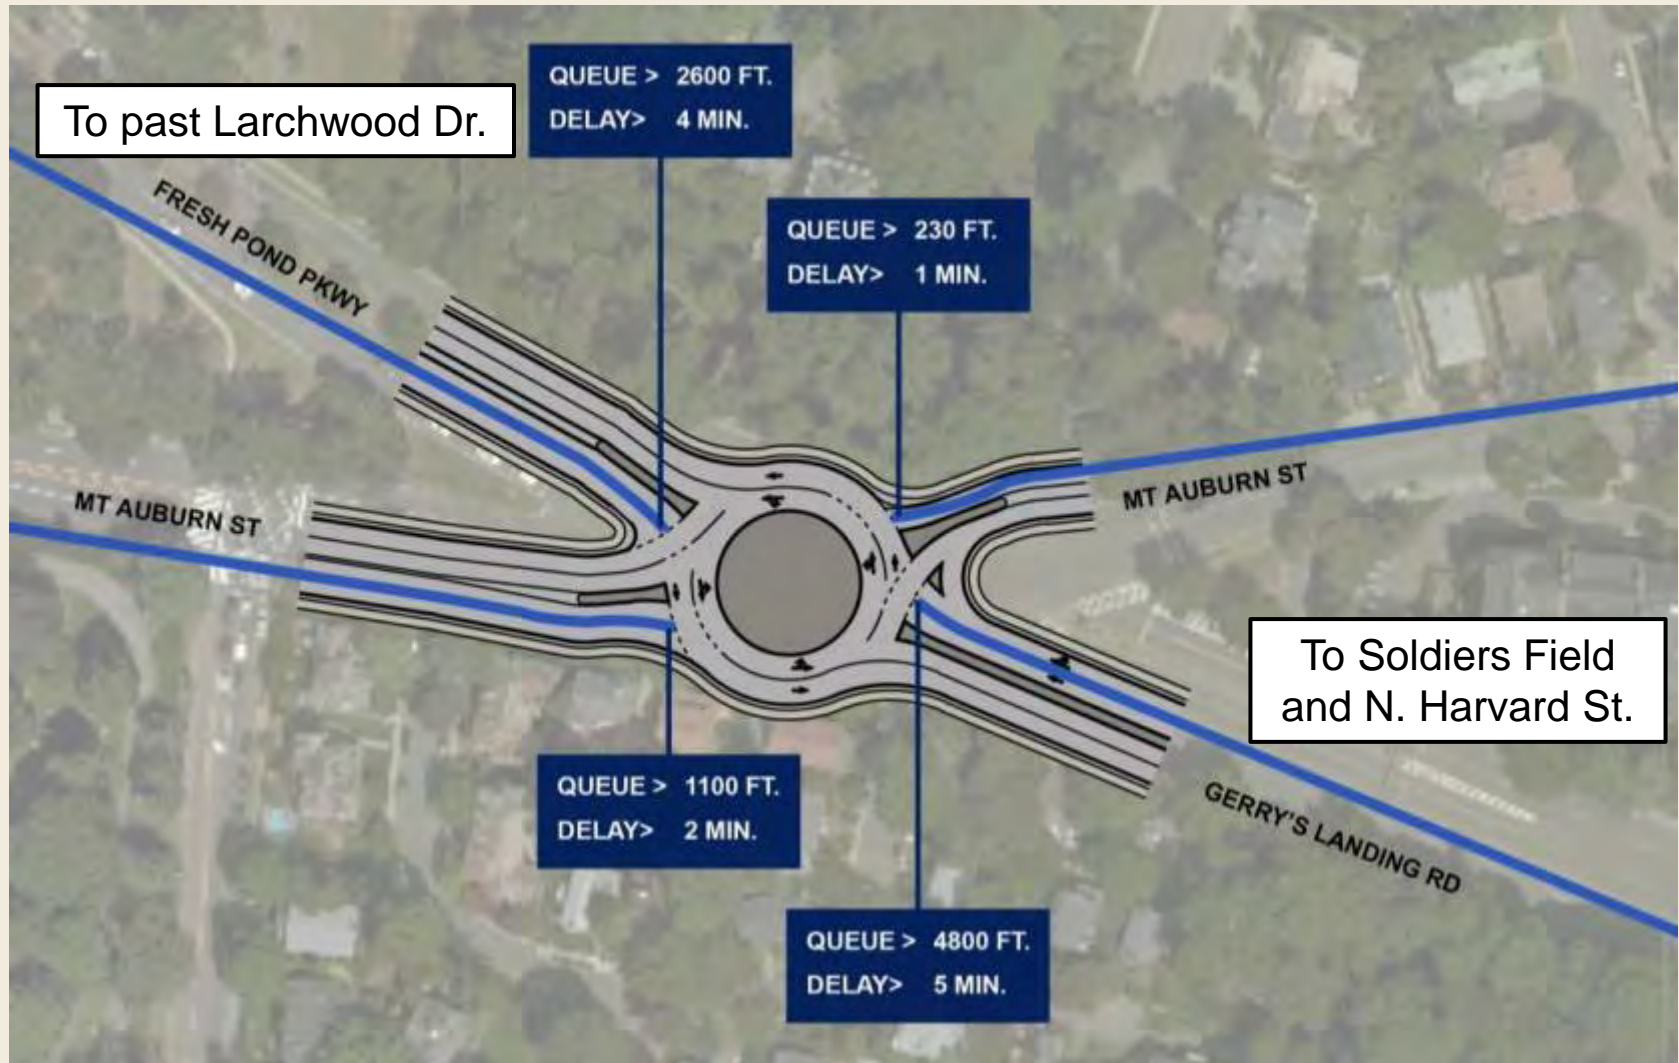 QUEUE > 2600 FT.
DELAY> 4 MIN.
To past Larchwood Dr.
FRESH POND PKWY
QUEUE > 230 FT.
DELAY> 1 MIN.
MT AUBURN ST
MT AUBURN ST
To Soldiers Field
and N. Harvard St.
QUEUE > 1100 FT.
DELAY> 2 MIN.
GERRY'S LANDING RD
QUEUE > 4800 FT.
DELAY> 5 MIN.